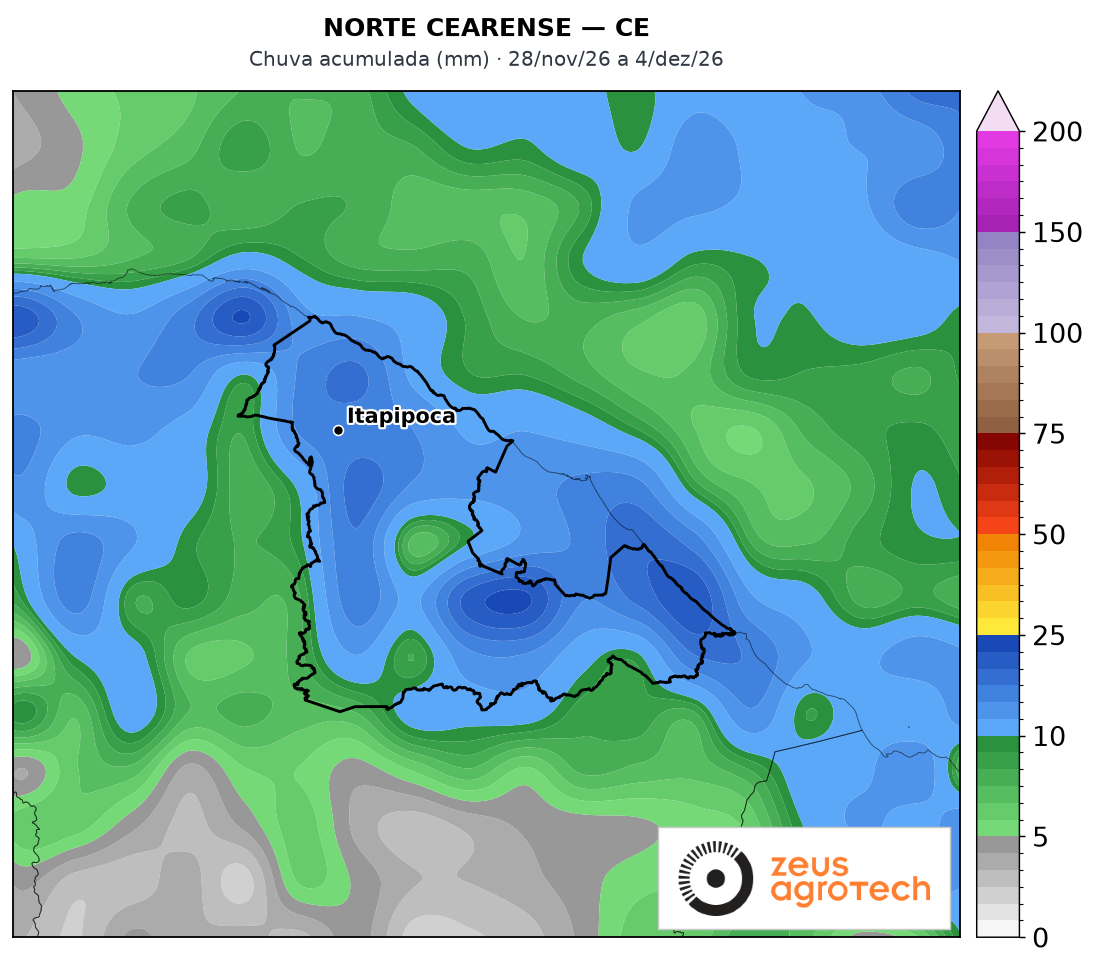 NORTE CEARENSE — CE
Chuva acumulada (mm) · 28/nov/26 a 4/dez/26
200
150
100
75
50
25
10
5
0
Itapipoca
zeus
agrotech